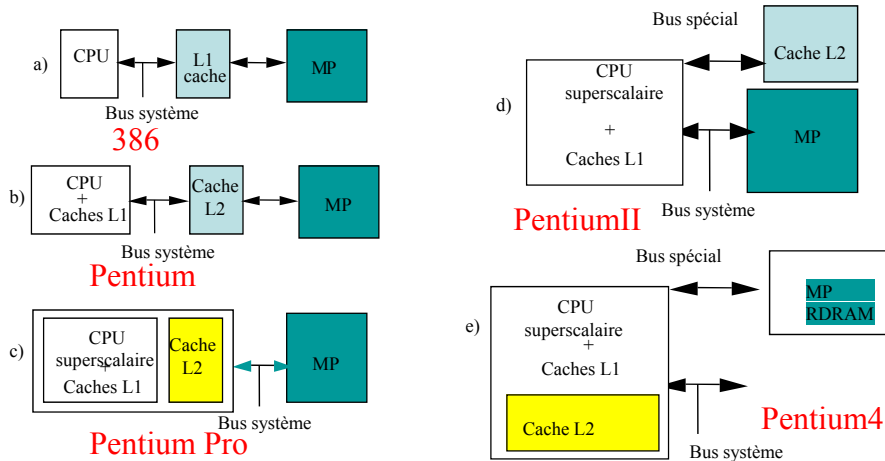 a)
CPU
L1
cache
MP
Bus système
386
b)
CPU
+
Caches L1
Cache
L2
MP
Bus système
Pentium
c)
CPU
superscalaire
+
Caches L1
Cache
L2
MP
Bus système
Pentium Pro
Bus spécial
Cache L2
d)
CPU
superscalaire
+
Caches L1
MP
Bus système
PentiumII
Bus spécial
MP
RDRAM
e)
CPU
superscalaire
+
Caches L1
Cache L2
Bus système
Pentium4